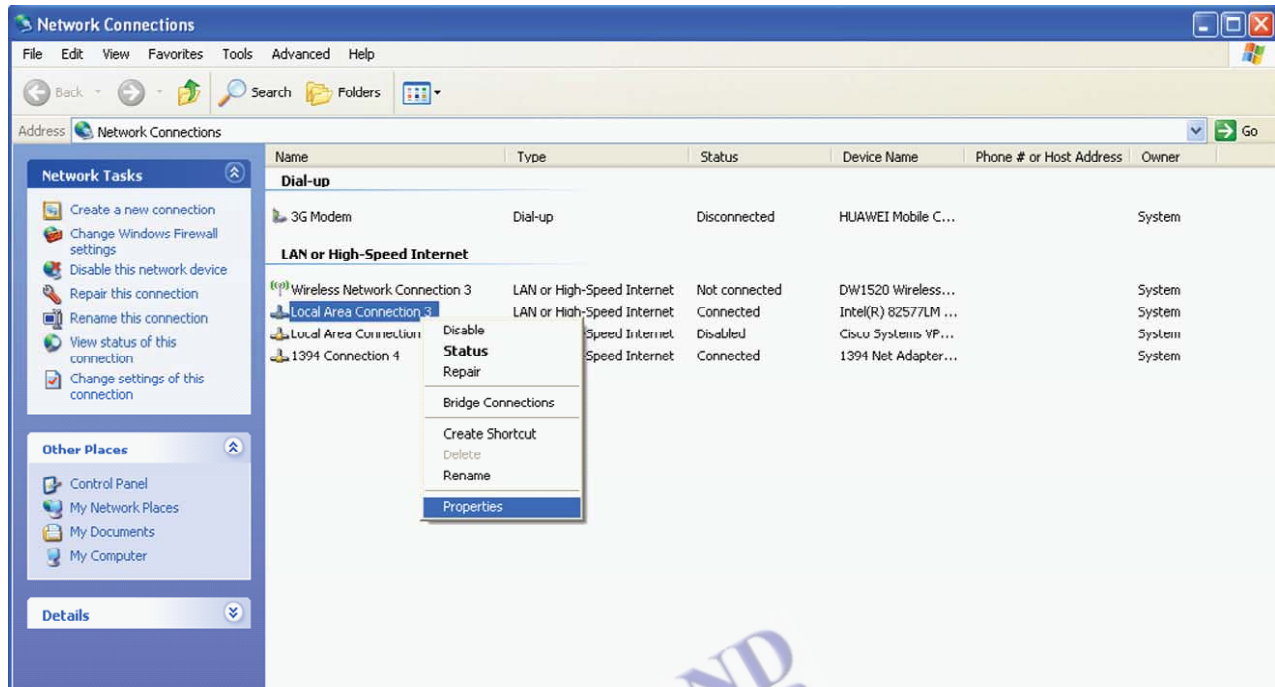 Network Connections
File Edit View Favorites Tools Advanced Help
Back Search Folders
Address Network Connections Go
Network Tasks
Create a new connection
Change Windows Firewall
settings
Disable this network device
Repair this connection
Rename this connection
View status of this
connection
Change settings of this
connection
Other Places
Control Panel
My Network Places
My Documents
My Computer
Details
Name Type Status Device Name Phone # or Host Address Owner
Dial-up
3G Modem Dial-up Disconnected HUAWEI Mobile C... System
LAN or High-Speed Internet
Wireless Network Connection 3 LAN or High-Speed Internet Not connected DW1520 Wireless... System
Local Area Connection 3 LAN or High-Speed Internet Connected Intel(R) 82577LM ... System
Local Area Connection -Speed Internet Disabled Cisco Systems VP... System
1394 Connection 4 -Speed Internet Connected 1394 Net Adapter... System
Disable
Status
Repair
Bridge Connections
Create Shortcut
Delete
Rename
Properties